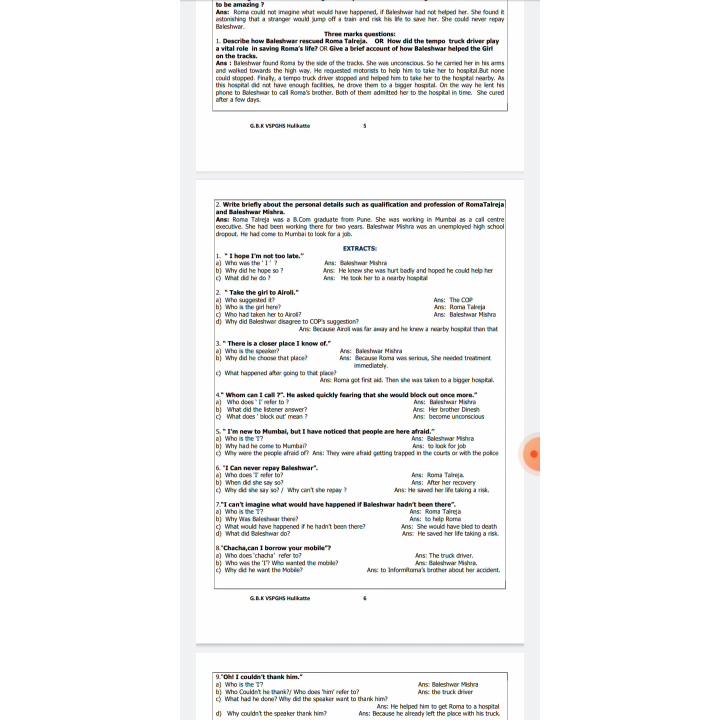 to be amazing ?
Ans: Roma could not imagine what would have happened, if Baleshwar had not helped her. She found it
astonishing that a stranger would jump off a train and risk his life to save her. She could never repay
Baleshwar.
Three marks questions:
1. Describe how Baleshwar rescued Roma Talreja. OR How did the tempo truck driver play
a vital role in saving Roma's life? OR Give a brief account of how Baleshwar helped the Girl
on the tracks.
Ans : Baleshwar found Roma by the side of the tracks. She was unconscious. So he carried her in his arms
and walked towards the high way. He requested motorists to help him to take her to hospital.But none
could stopped. Finally, a tempo truck driver stopped and helped him to take her to the hospital nearby. As
this hospital did not have enough facilities, he drove them to a bigger hospital. On the way he lent his
phone to Baleshwar to call Roma's brother. Both of them admitted her to the hospital in time. She cured
after a few days.
G.B.K VSPGHS Hulikatte 5
2. Write briefly about the personal details such as qualification and profession of RomaTalreja
and Baleshwar Mishra.
Ans: Roma Talreja was a B.Com graduate from Pune. She was working in Mumbai as a call centre
executive. She had been working there for two years. Baleshwar Mishra was an unemployed high school
dropout. He had come to Mumbai to look for a job.
EXTRACTS:
1. " I hope I'm not too late."
a) Who was the ' I ' ? Ans: Baleshwar Mishra
b) Why did he hope so ? Ans: He knew she was hurt badly and hoped he could help her
c) What did he do ? Ans: He took her to a nearby hospital
2. " Take the girl to Airoli."
a) Who suggested it? Ans: The COP
b) Who is the girl here? Ans: Roma Talreja
c) Who had taken her to Airoli? Ans: Baleshwar Mishra
d) Why did Baleshwar disagree to COP's suggestion?
Ans: Because Airoli was far away and he knew a nearby hospital than that
3. " There is a closer place I know of."
a) Who is the speaker? Ans: Baleshwar Mishra
b) Why did he choose that place? Ans: Because Roma was serious, She needed treatment
immediately.
c) What happened after going to that place?
Ans: Roma got first aid. Then she was taken to a bigger hospital.
4." Whom can I call ?". He asked quickly fearing that she would block out once more."
a) Who does ' I' refer to ? Ans: Baleshwar Mishra
b) What did the listener answer? Ans: Her brother Dinesh
c) What does ' block out' mean ? Ans: become unconscious
5. " I'm new to Mumbai, but I have noticed that people are here afraid."
a) Who is the 'I'? Ans: Baleshwar Mishra
b) Why had he come to Mumbai? Ans: to look for job
c) Why were the people afraid of? Ans: They were afraid getting trapped in the courts or with the police
6. "I Can never repay Baleshwar".
a) Who does 'I' refer to? Ans: Roma Talreja.
b) When did she say so? Ans: After her recovery
c) Why did she say so? / Why can't she repay ? Ans: He saved her life taking a risk.
7."I can't imagine what would have happened if Baleshwar hadn't been there".
a) Who is the 'I'? Ans: Roma Talreja
b) Why Was Baleshwar there? Ans: to help Roma
c) What would have happened if he hadn't been there? Ans: She would have bled to death
d) What did Baleshwar do? Ans: He saved her life taking a risk.
8."Chacha,can I borrow your mobile"?
a) Who does 'chacha' refer to? Ans: The truck driver.
b) Who was the 'I'? Who wanted the mobile? Ans: Baleshwar Mishra.
c) Why did he want the Mobile? Ans: to InformRoma's brother about her accident.
G.B.K VSPGHS Hulikatte 6
9."Oh! I couldn't thank him."
a) Who is the 'I'? Ans: Baleshwar Mishra
b) Who Couldn't he thank?/ Who does 'him' refer to? Ans: the truck driver
c) What had he done? Why did the speaker want to thank him?
Ans: He helped him to get Roma to a hospital
d) Why couldn't the speaker thank him? Ans: Because he already left the place with his truck.